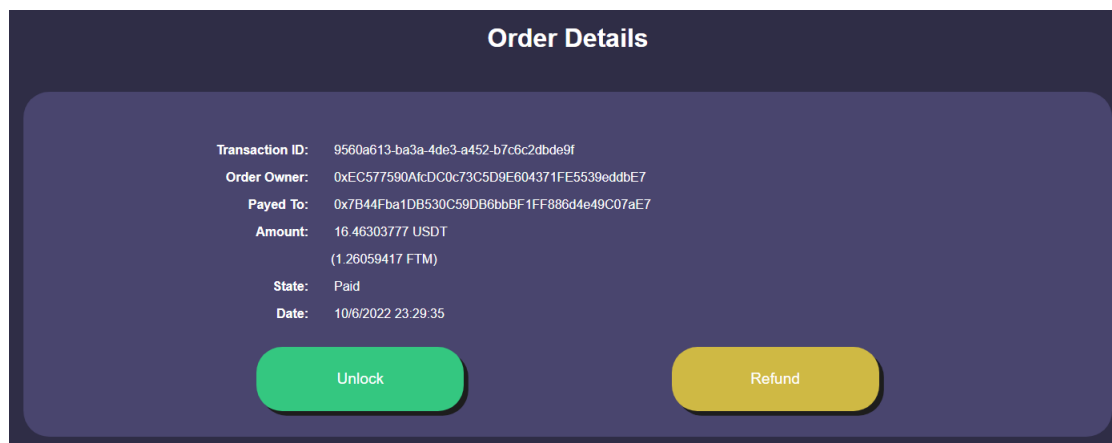 Order Details
Transaction ID: 9560a613-ba3a-4de3-a452-b7c6c2dbde9f
Order Owner: 0xEC577590AfcDC0c73C5D9E604371FE5539eddbE7
Payed To: 0x7B44Fba1DB530C59DB6bbBF1FF886d4e49C07aE7
Amount: 16.46303777 USDT
(1.26059417 FTM)
State: Paid
Date: 10/6/2022 23:29:35
Unlock Refund